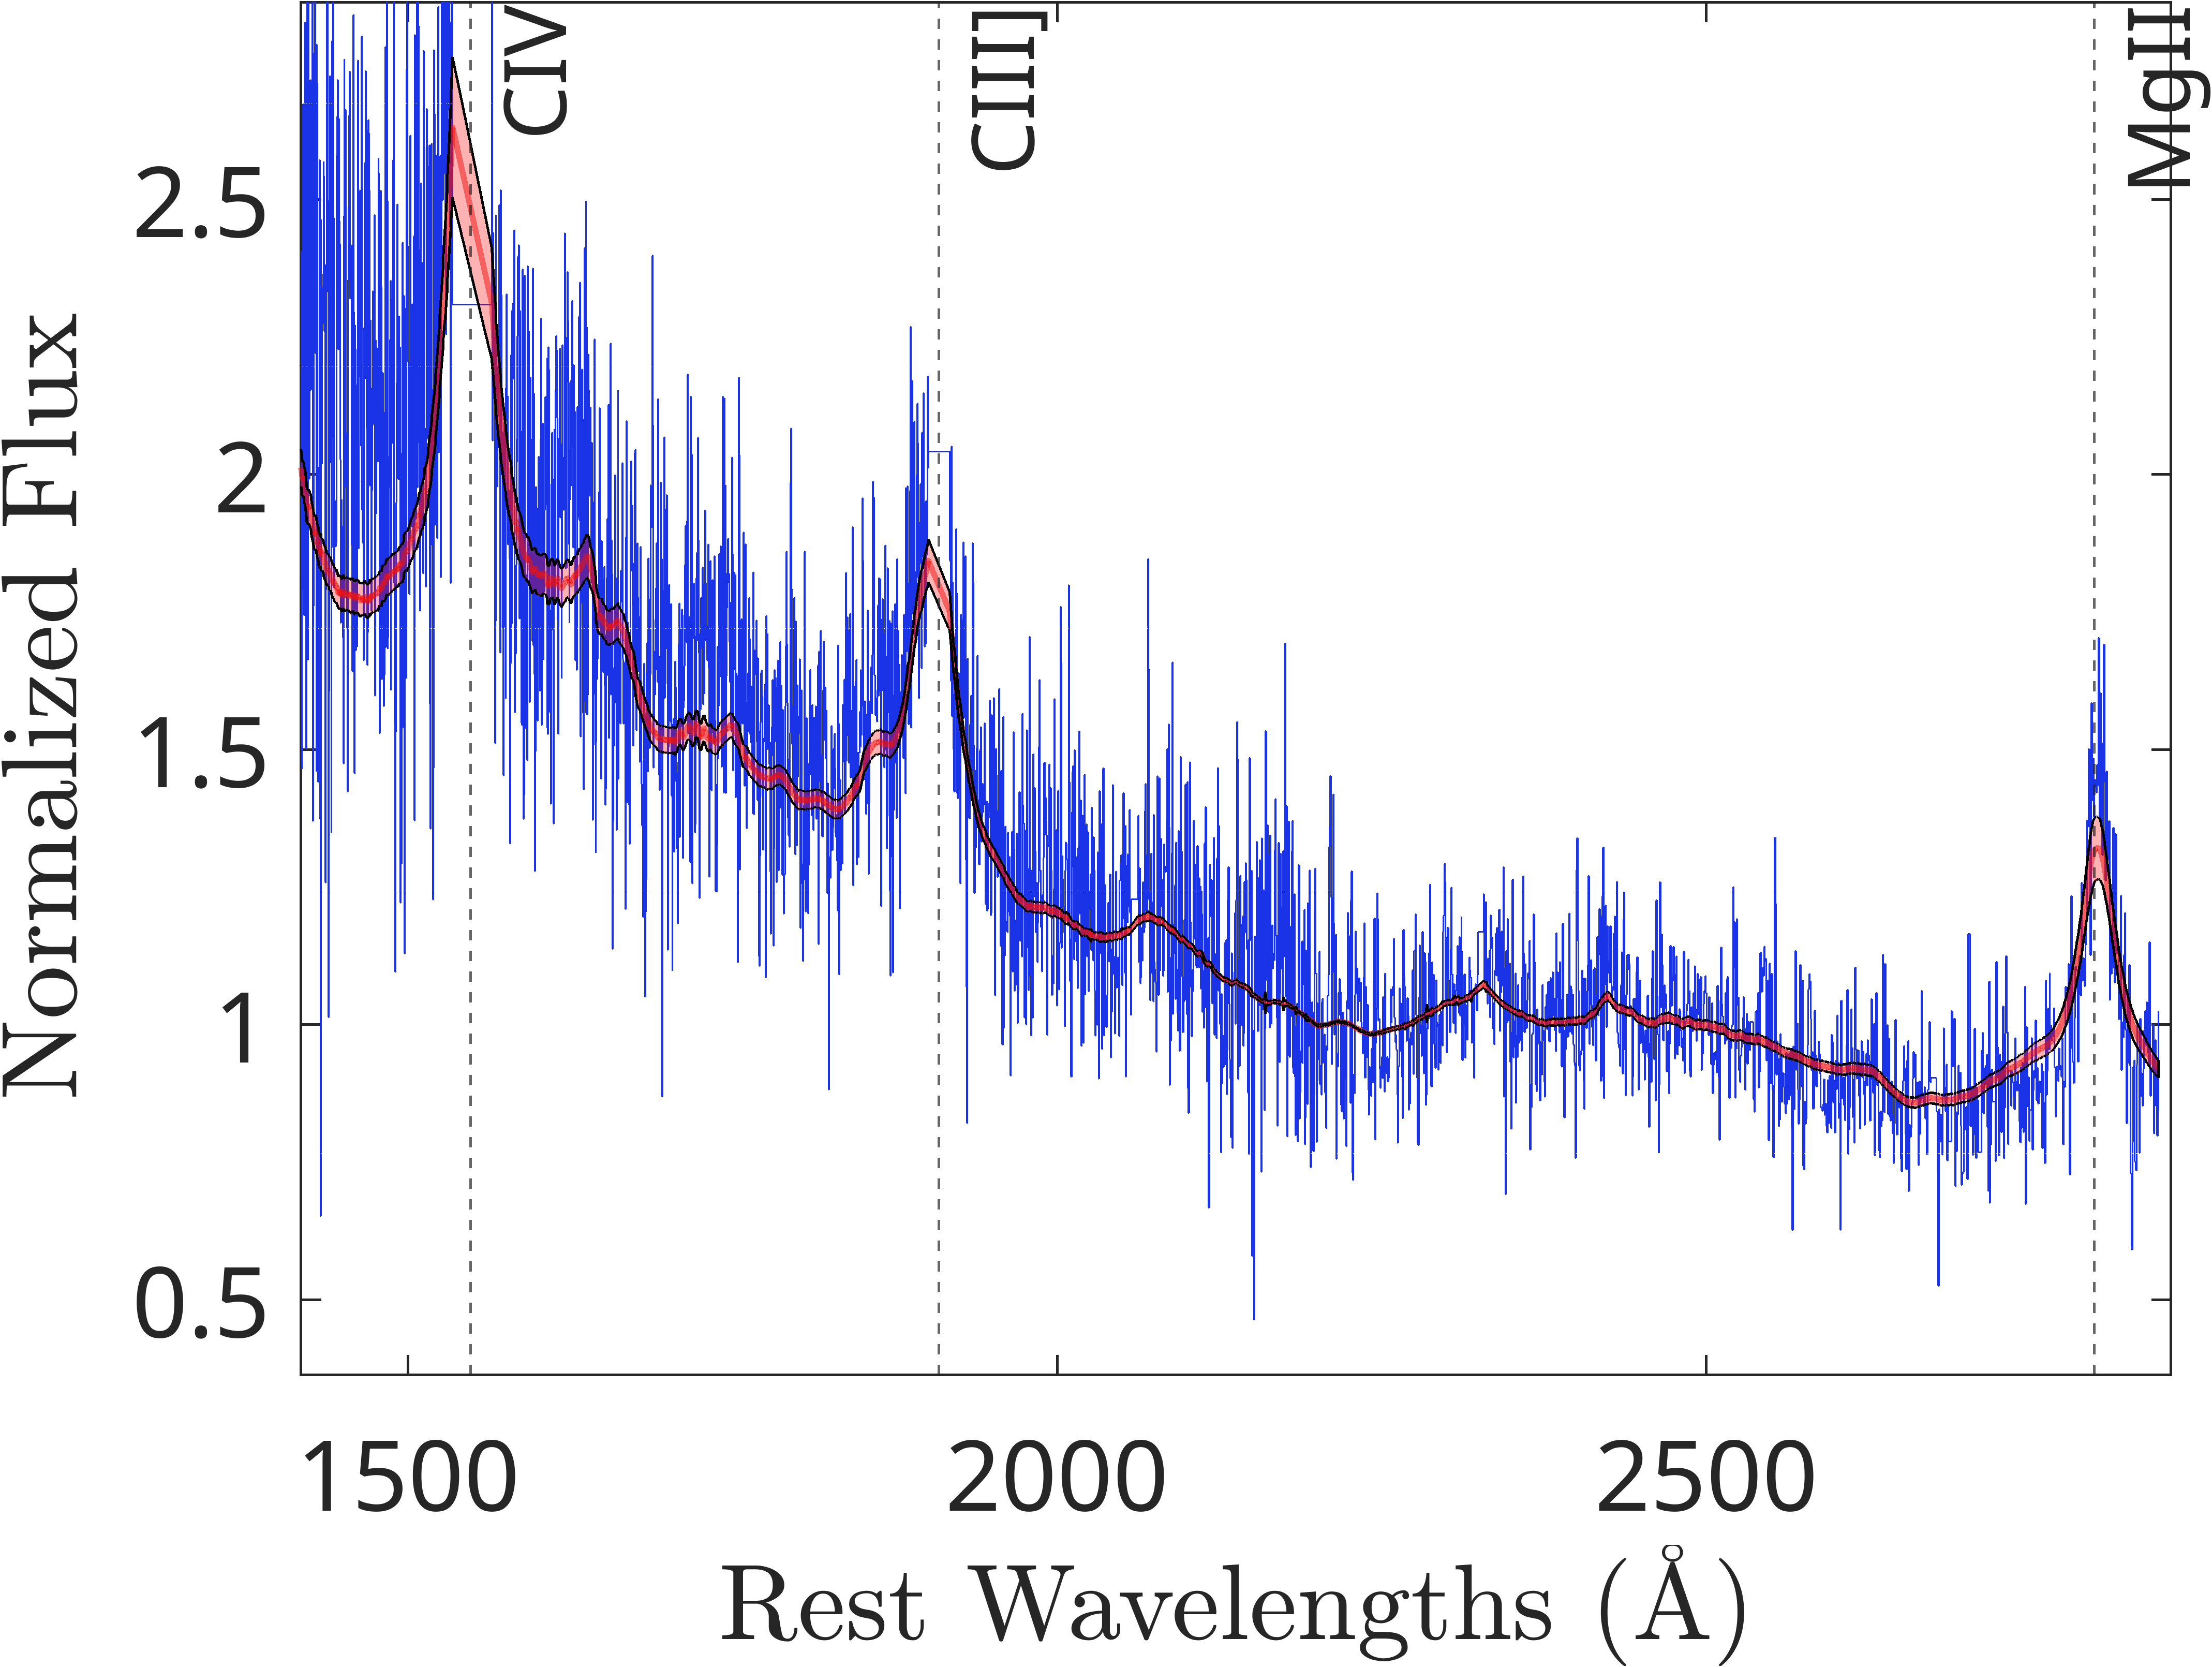 CIV
CIII]
MgII
2.5
2
1.5
1
0.5
Normalized Flux
1500
2000
2500
Rest Wavelengths (Å)